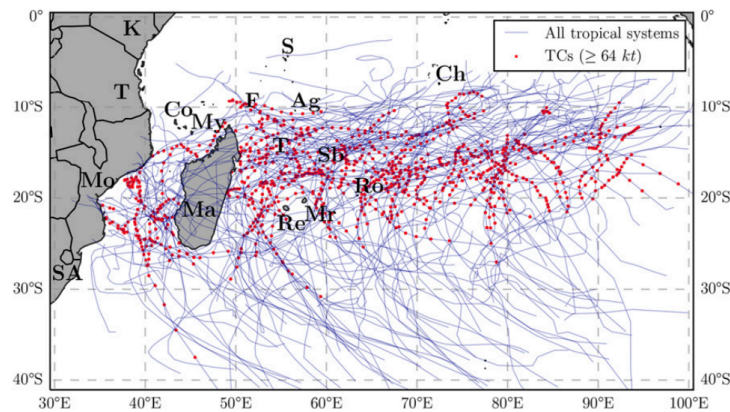 0°
0°
All tropical systems
TCs (≥ 64 kt)
K
S
Ch
T
F
Ag
10°S
10°S
Co
My
T
Sb
Mo
Ro
20°S
20°S
Ma
Re
Mr
SA
30°S
30°S
40°S
40°S
30°E
40°E
50°E
60°E
70°E
80°E
90°E
100°E